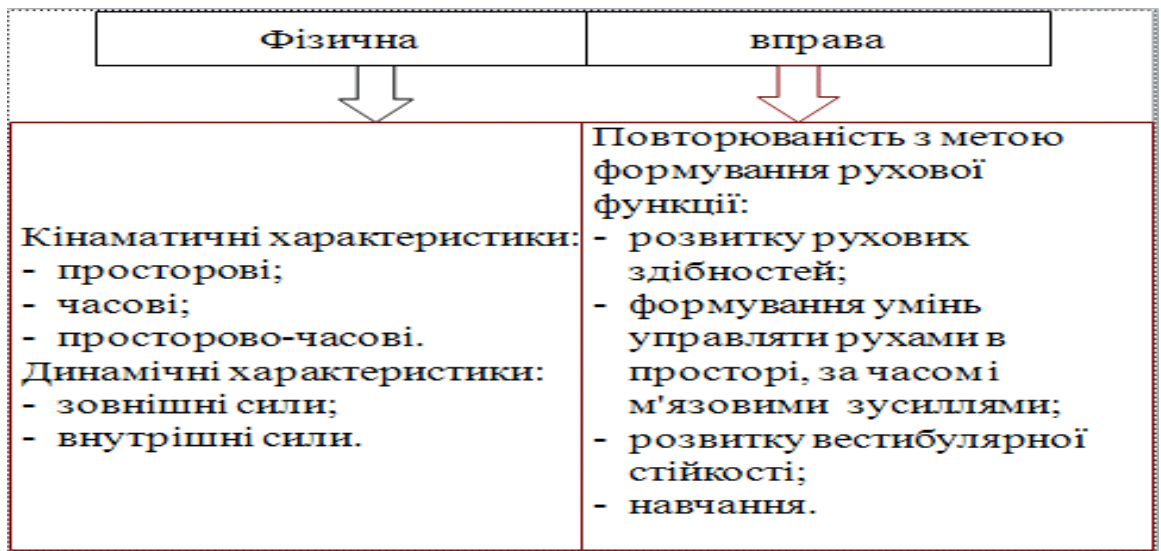 Фізична
вправа
Кінаматичні характеристики:
- просторові;
- часові;
- просторово-часові.
Динамічні характеристики:
- зовнішні сили;
- внутрішні сили.
Повторюваність з метою
формування рухової
функції:
- розвитку рухових
здібностей;
- формування умінь
управляти рухами в
просторі, за часом і
м'язовими зусиллями;
- розвитку вестибулярної
стійкості;
- навчання.